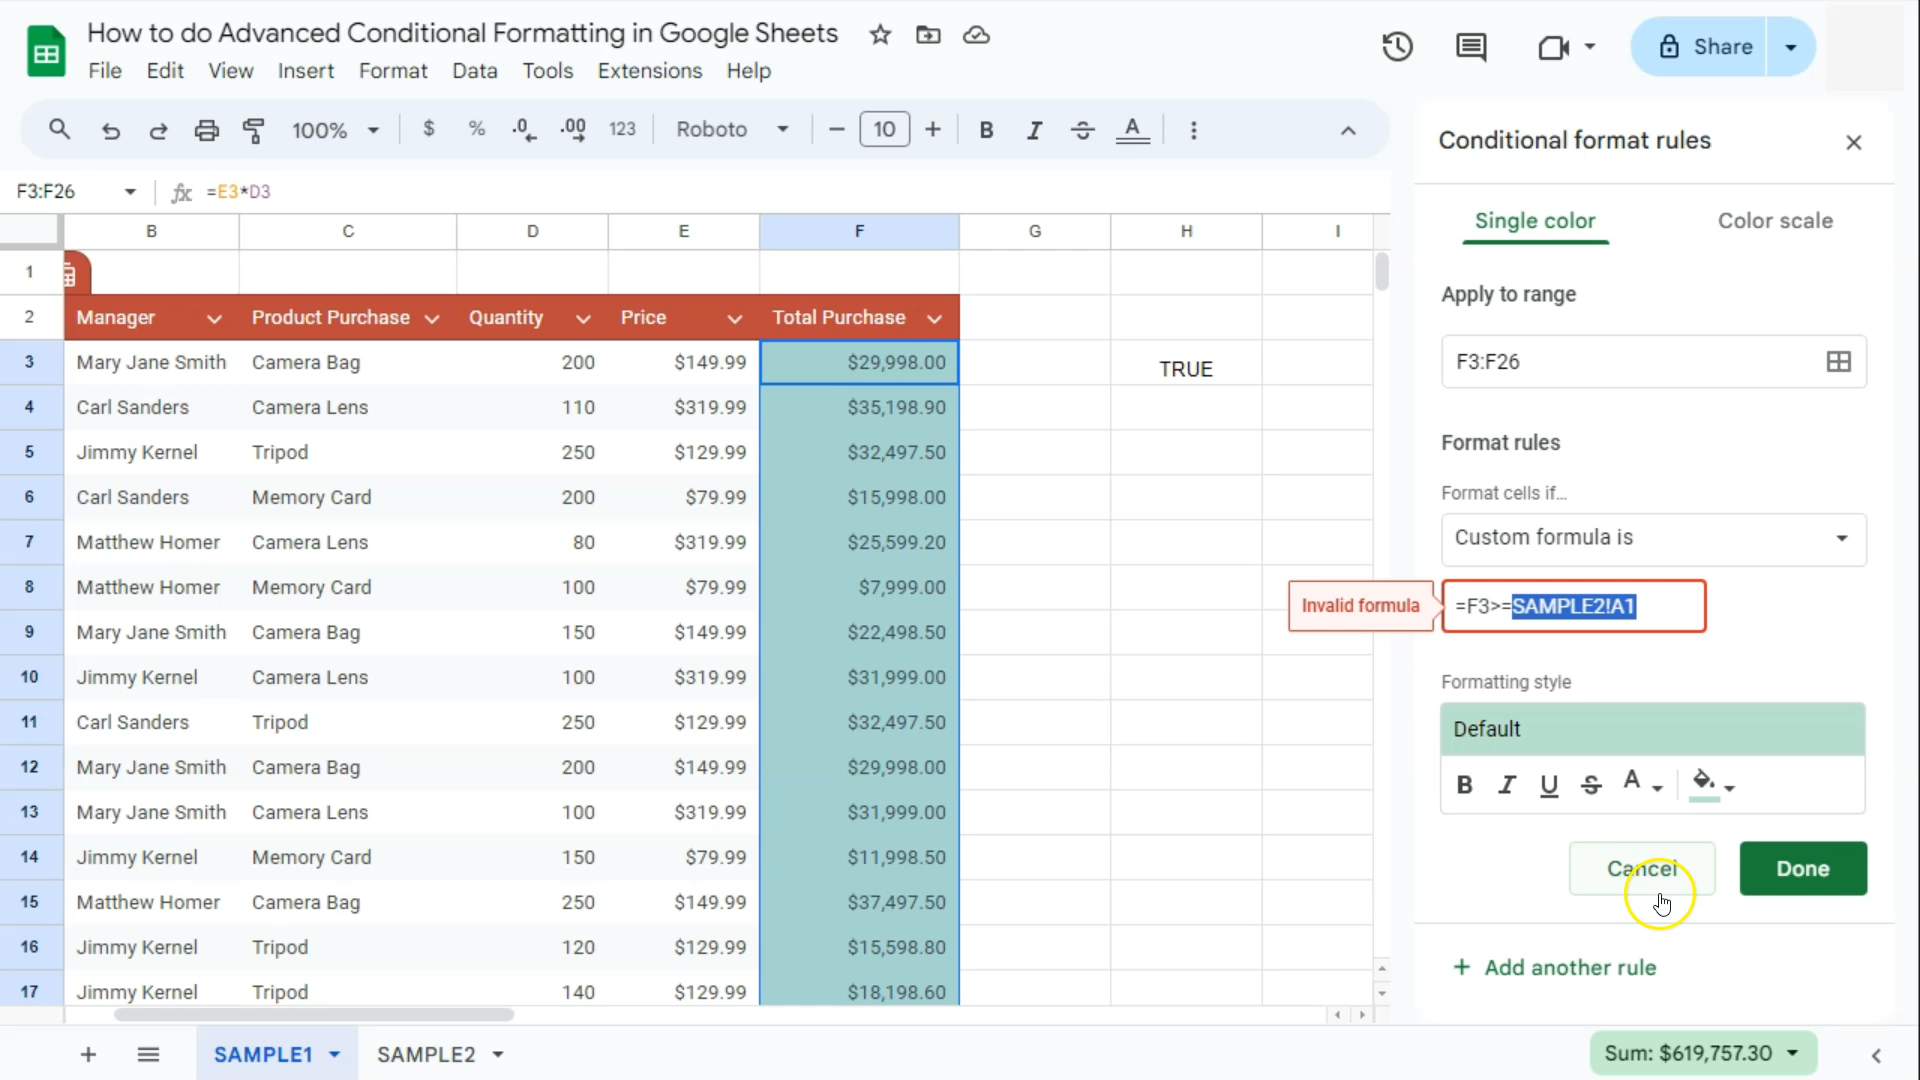 How to do Advanced Conditional Formatting in Google Sheets
File Edit View Insert Format Data Tools Extensions Help
Share
100% $ % .0 .00 123 Roboto 10 B I S A
F3:F26 fx =E3*D3
B C D E F G H I
1
2 Manager Product Purchase Quantity Price Total Purchase
3 Mary Jane Smith Camera Bag 200 $149.99 $29,998.00 TRUE
4 Carl Sanders Camera Lens 110 $319.99 $35,198.90
5 Jimmy Kernel Tripod 250 $129.99 $32,497.50
6 Carl Sanders Memory Card 200 $79.99 $15,998.00
7 Matthew Homer Camera Lens 80 $319.99 $25,599.20
8 Matthew Homer Memory Card 100 $79.99 $7,999.00
9 Mary Jane Smith Camera Bag 150 $149.99 $22,498.50
10 Jimmy Kernel Camera Lens 100 $319.99 $31,999.00
11 Carl Sanders Tripod 250 $129.99 $32,497.50
12 Mary Jane Smith Camera Bag 200 $149.99 $29,998.00
13 Mary Jane Smith Camera Lens 100 $319.99 $31,999.00
14 Jimmy Kernel Memory Card 150 $79.99 $11,998.50
15 Matthew Homer Camera Bag 250 $149.99 $37,497.50
16 Jimmy Kernel Tripod 120 $129.99 $15,598.80
17 Jimmy Kernel Tripod 140 $129.99 $18,198.60
Conditional format rules
Single color Color scale
Apply to range
F3:F26
Format rules
Format cells if…
Custom formula is
Invalid formula =F3>=SAMPLE2!A1
Formatting style
Default
B I U S A
Cancel Done
+ Add another rule
SAMPLE1 SAMPLE2 Sum: $619,757.30